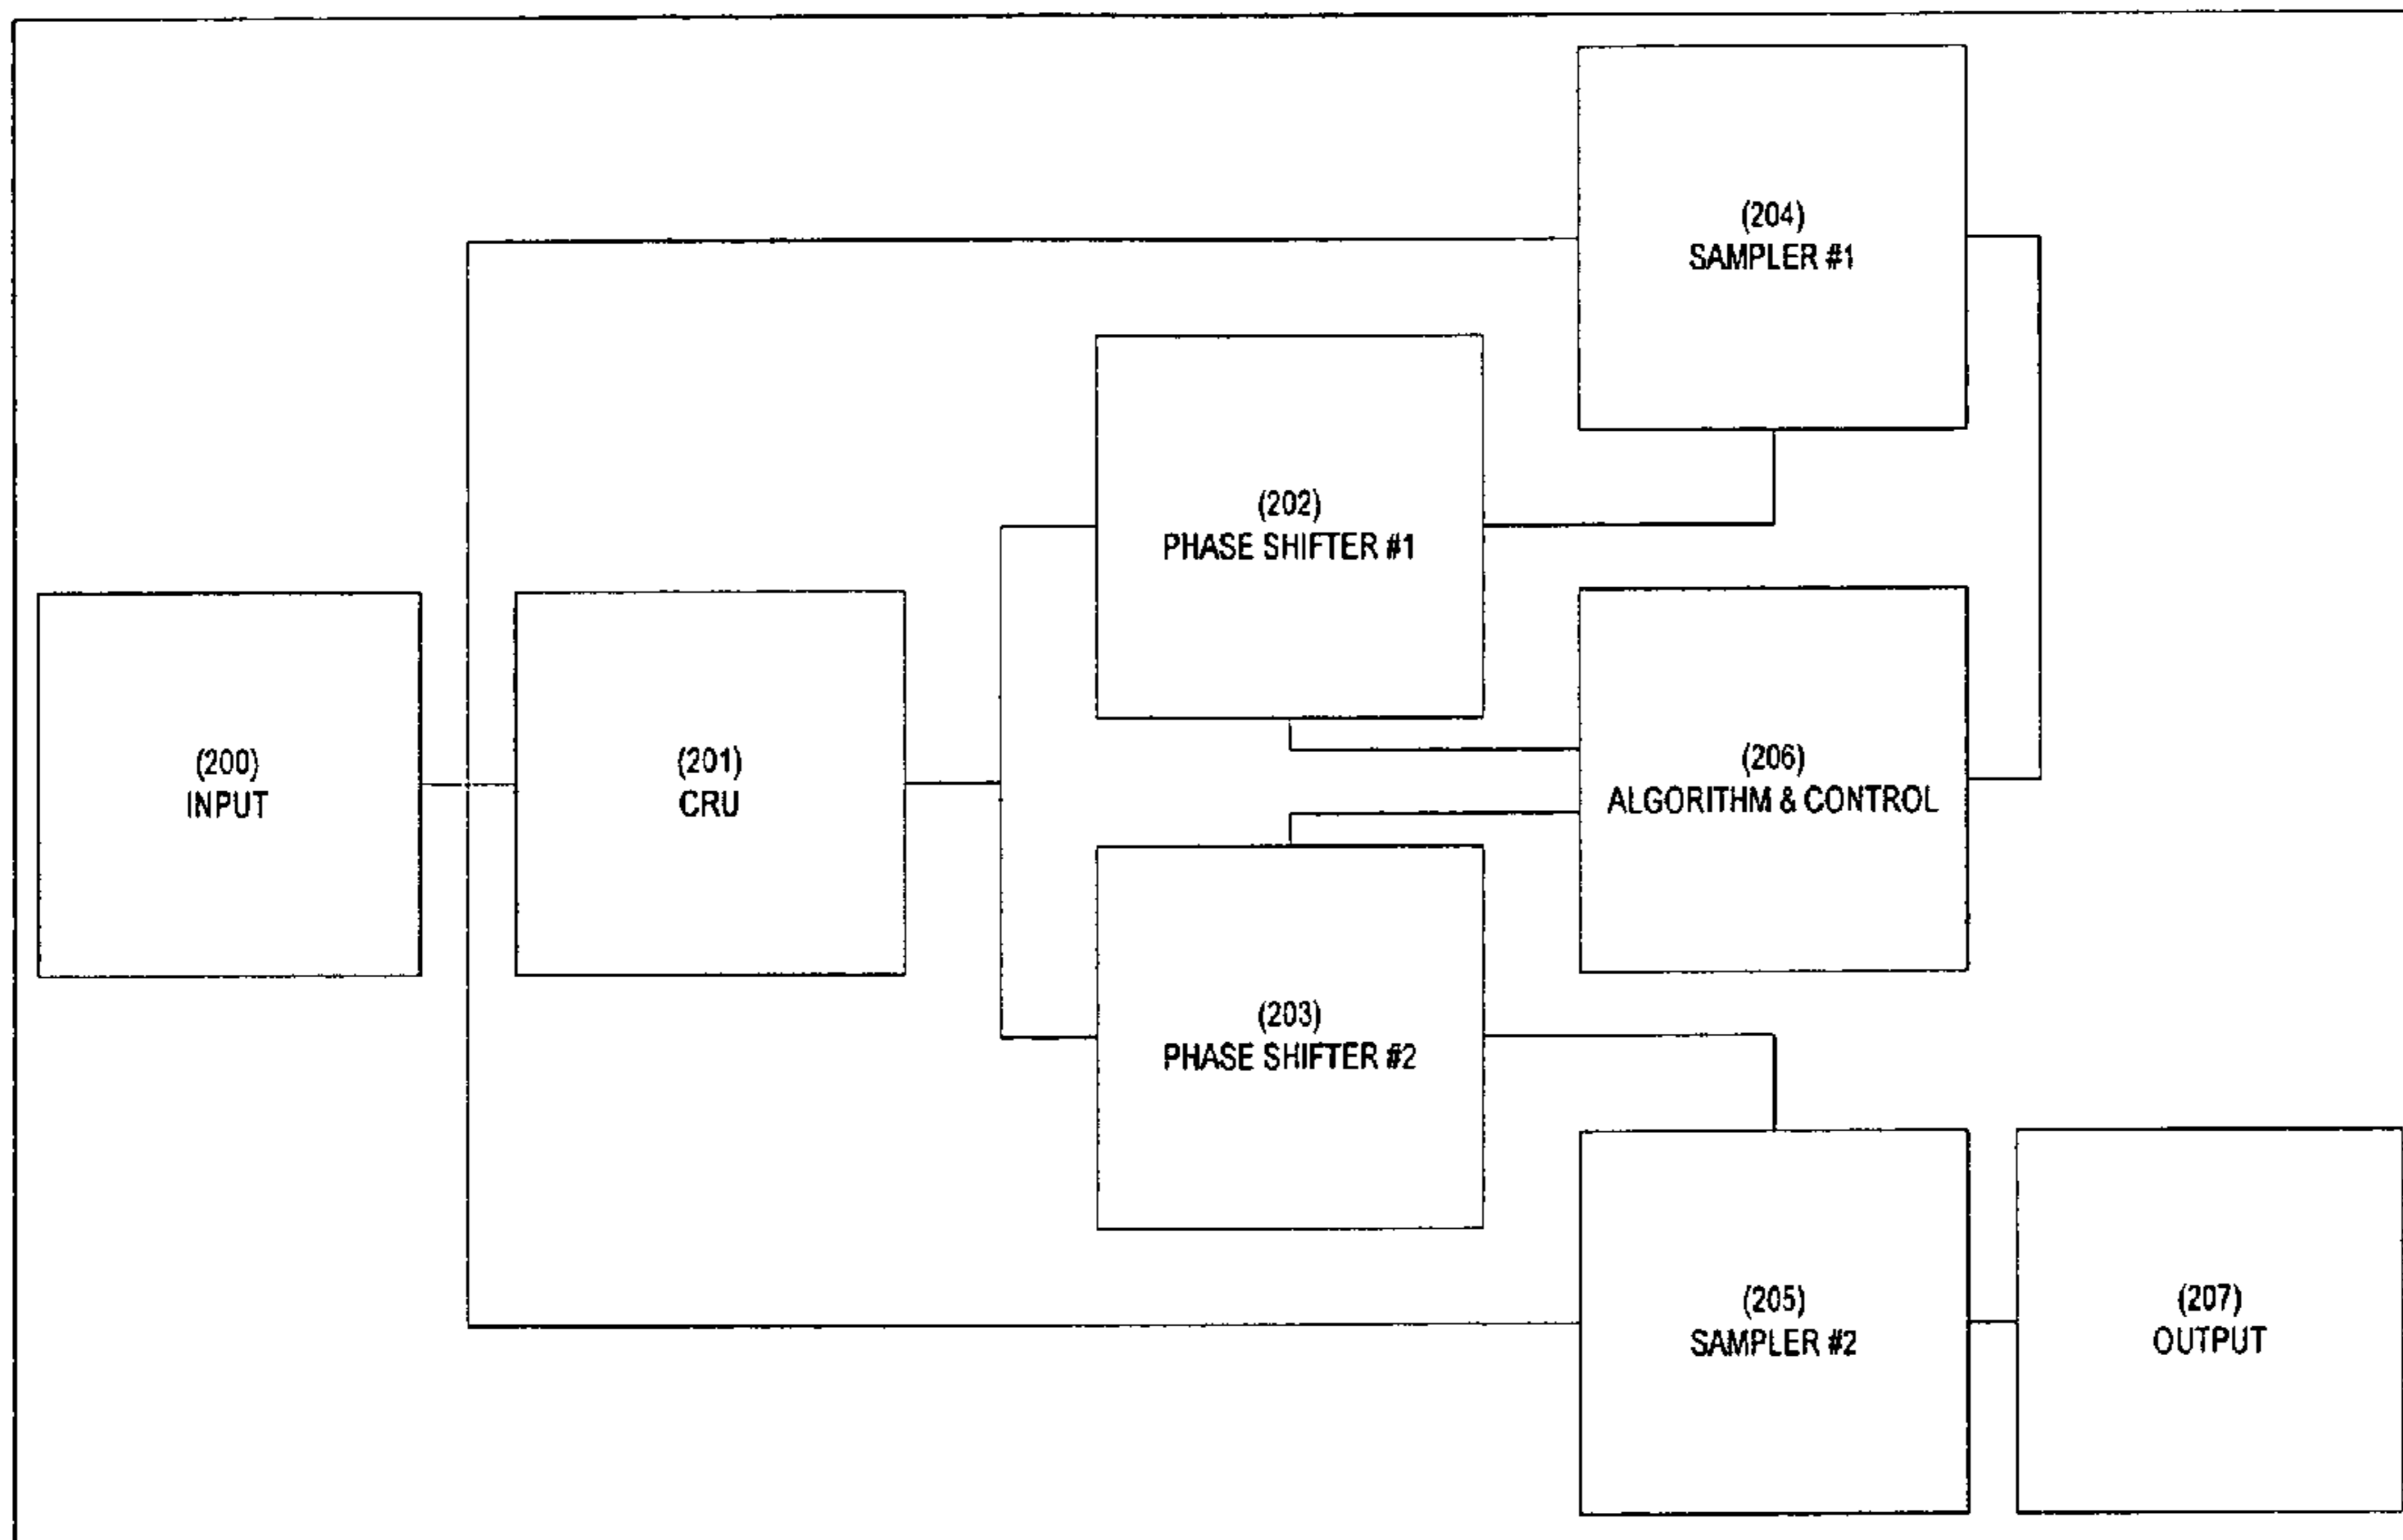 (204)
SAMPLER #1
(202)
PHASE SHIFTER #1
(200)
INPUT
(201)
CRU
(206)
ALGORITHM & CONTROL
(203)
PHASE SHIFTER #2
(205)
SAMPLER #2
(207)
OUTPUT